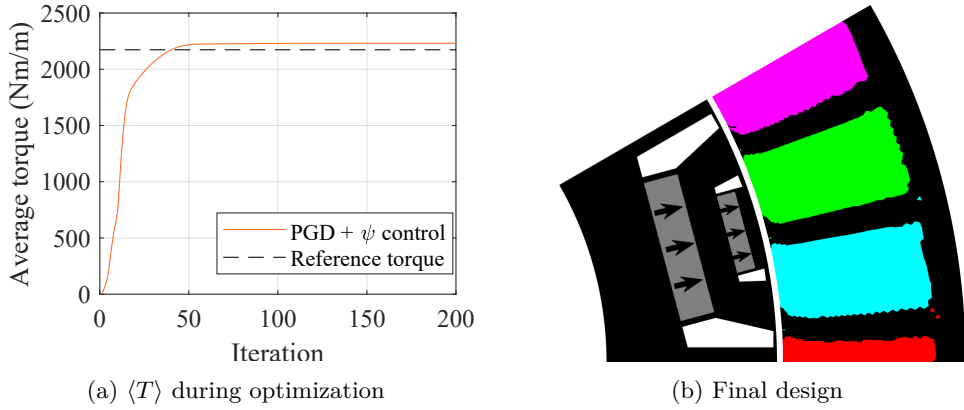 2500
2000
1500
1000
500
0
Average torque (Nm/m)
PGD + ψ control
Reference torque
0 50 100 150 200
Iteration
(a) ⟨T⟩ during optimization
(b) Final design